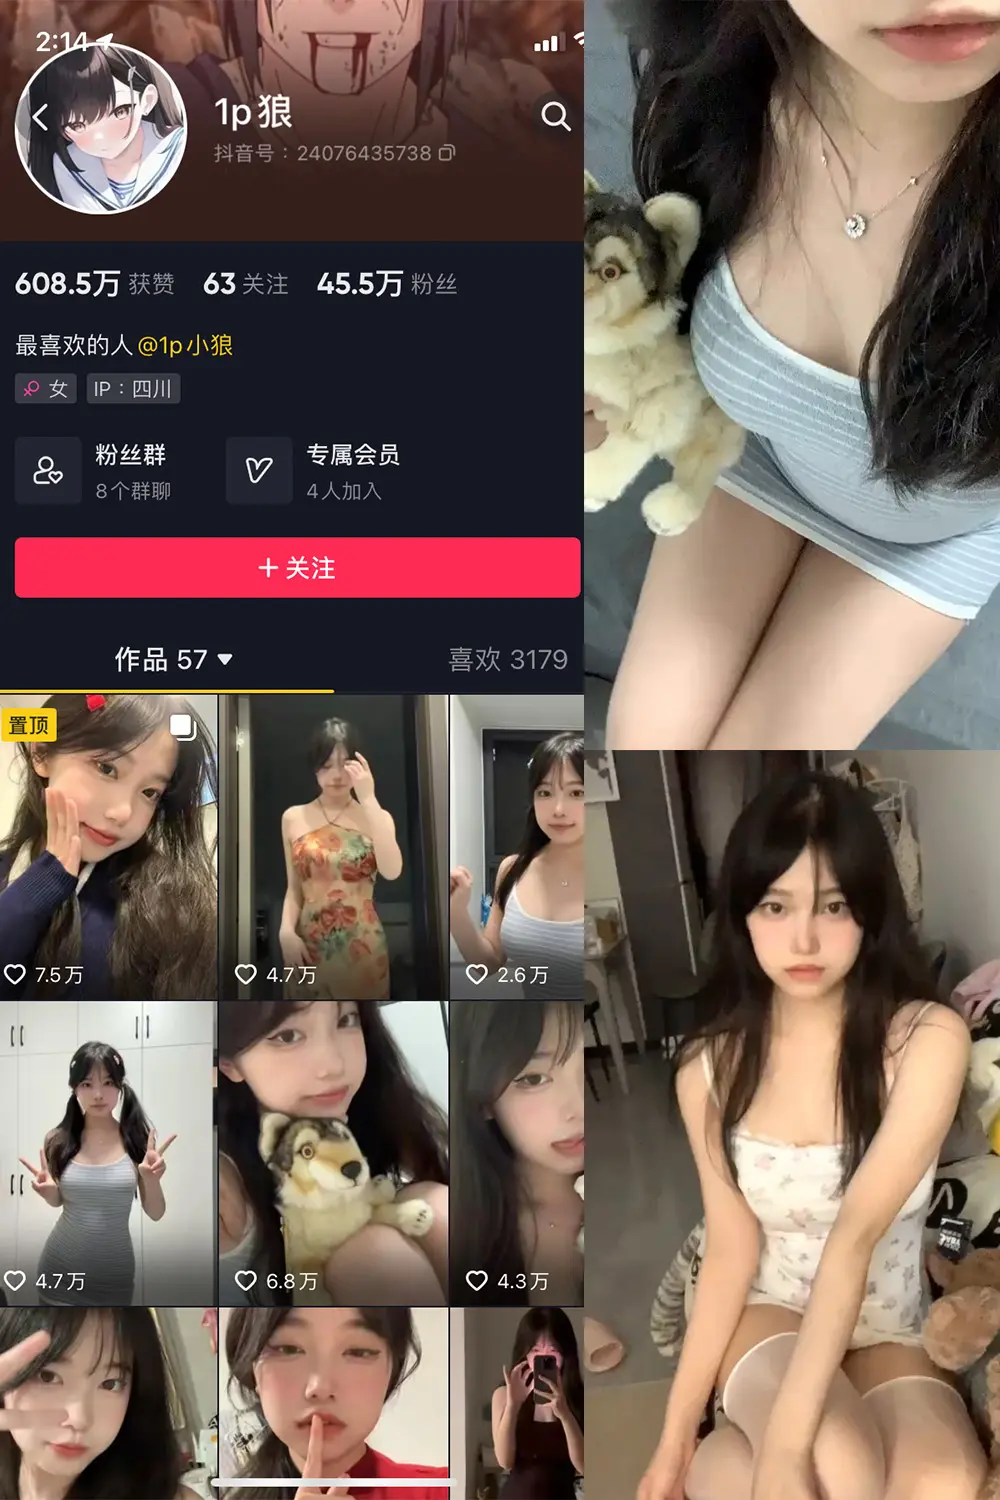 2:14
1p狼
抖音号：24076435738
608.5万 获赞 63 关注 45.5万 粉丝
最喜欢的人 @1p小狼
女 IP：四川
粉丝群 专属会员
8个群聊 4人加入
+ 关注
作品 57 喜欢 3179
置顶
7.5万 4.7万 2.6万
4.7万 6.8万 4.3万